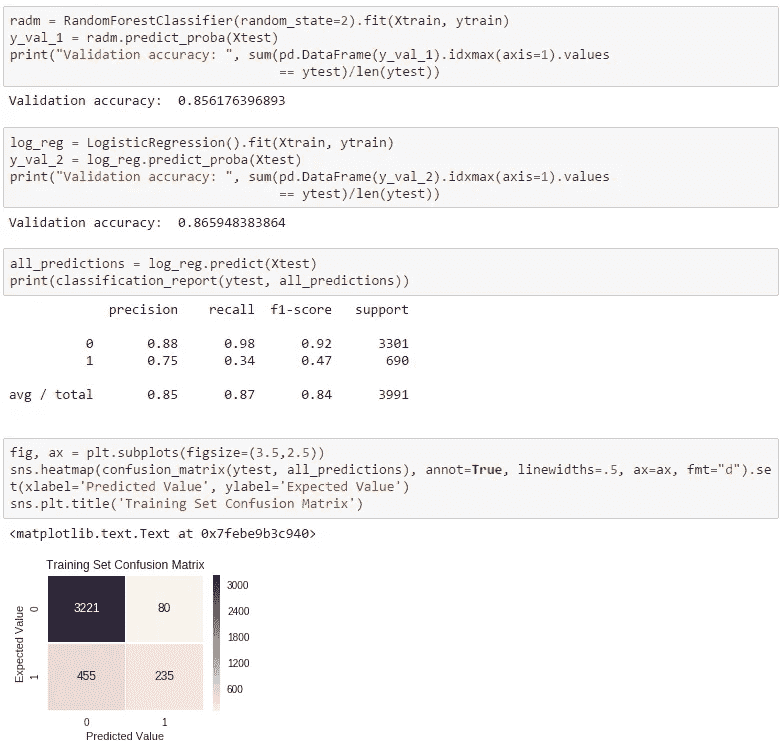 radm = RandomForestClassifier(random_state=2).fit(Xtrain, ytrain)
y_val_1 = radm.predict_proba(Xtest)
print("Validation accuracy: ", sum(pd.DataFrame(y_val_1).idxmax(axis=1).values
== ytest)/len(ytest))
Validation accuracy:  0.856176396893
log_reg = LogisticRegression().fit(Xtrain, ytrain)
y_val_2 = log_reg.predict_proba(Xtest)
print("Validation accuracy: ", sum(pd.DataFrame(y_val_2).idxmax(axis=1).values
== ytest)/len(ytest))
Validation accuracy:  0.865948383864
all_predictions = log_reg.predict(Xtest)
print(classification_report(ytest, all_predictions))
precision recall f1-score support
0 0.88 0.98 0.92 3301
1 0.75 0.34 0.47 690
avg / total 0.85 0.87 0.84 3991
fig, ax = plt.subplots(figsize=(3.5,2.5))
sns.heatmap(confusion_matrix(ytest, all_predictions), annot=True, linewidths=.5, ax=ax, fmt="d").se
t(xlabel='Predicted Value', ylabel='Expected Value')
sns.plt.title('Training Set Confusion Matrix')
<matplotlib.text.Text at 0x7febe9b3c940>
Training Set Confusion Matrix
Expected Value
0
1
3221 80
455 235
0 1
Predicted Value
3000
2400
1800
1200
600